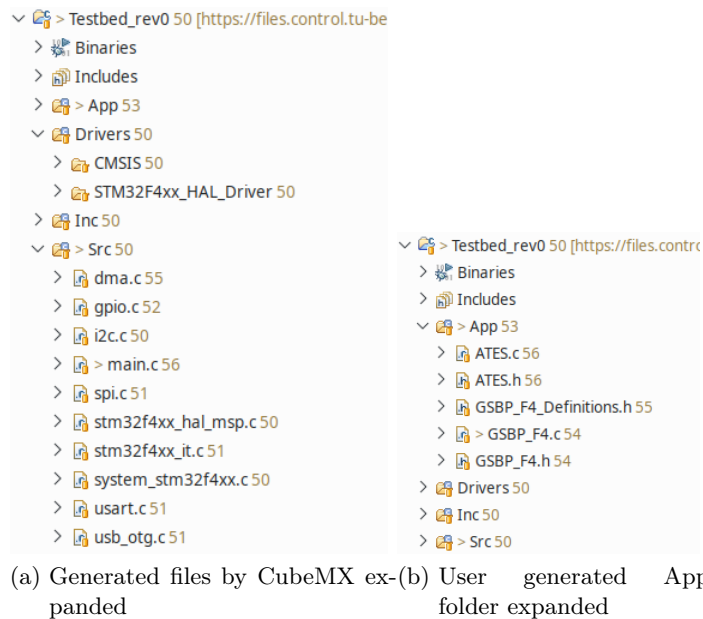 > Testbed_rev0 50 [https://files.control.tu-be
Binaries
Includes
> App 53
Drivers 50
CMSIS 50
STM32F4xx_HAL_Driver 50
Inc 50
> Src 50
dma.c 55
gpio.c 52
i2c.c 50
> main.c 56
spi.c 51
stm32f4xx_hal_msp.c 50
stm32f4xx_it.c 51
system_stm32f4xx.c 50
usart.c 51
usb_otg.c 51
(a) Generated files by CubeMX ex-
panded
> Testbed_rev0 50 [https://files.contro
Binaries
Includes
> App 53
ATES.c 56
ATES.h 56
GSBP_F4_Definitions.h 55
> GSBP_F4.c 54
GSBP_F4.h 54
Drivers 50
Inc 50
> Src 50
(b) User generated App
folder expanded